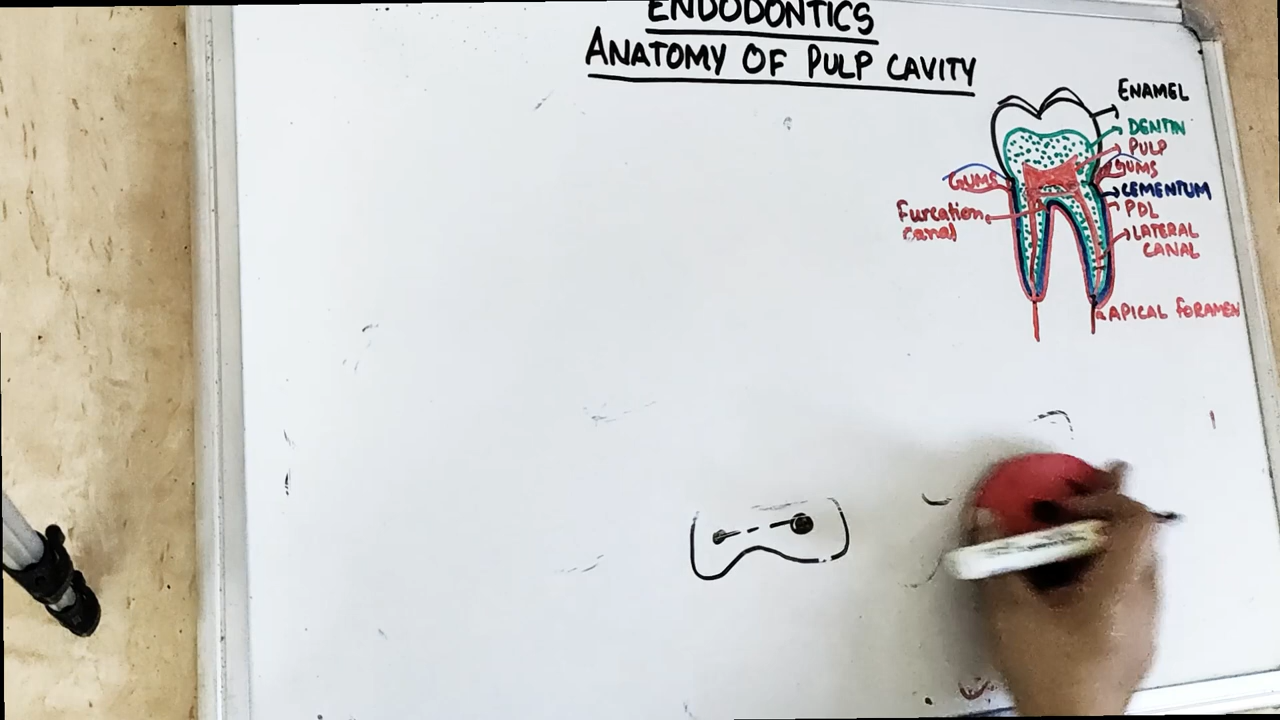 ENDODONTICS
ANATOMY OF PULP CAVITY
ENAMEL
DENTIN
PULP
GUMS
GUMS
CEMENTUM
PDL
Furcation
canal
LATERAL
CANAL
APICAL FORAMEN